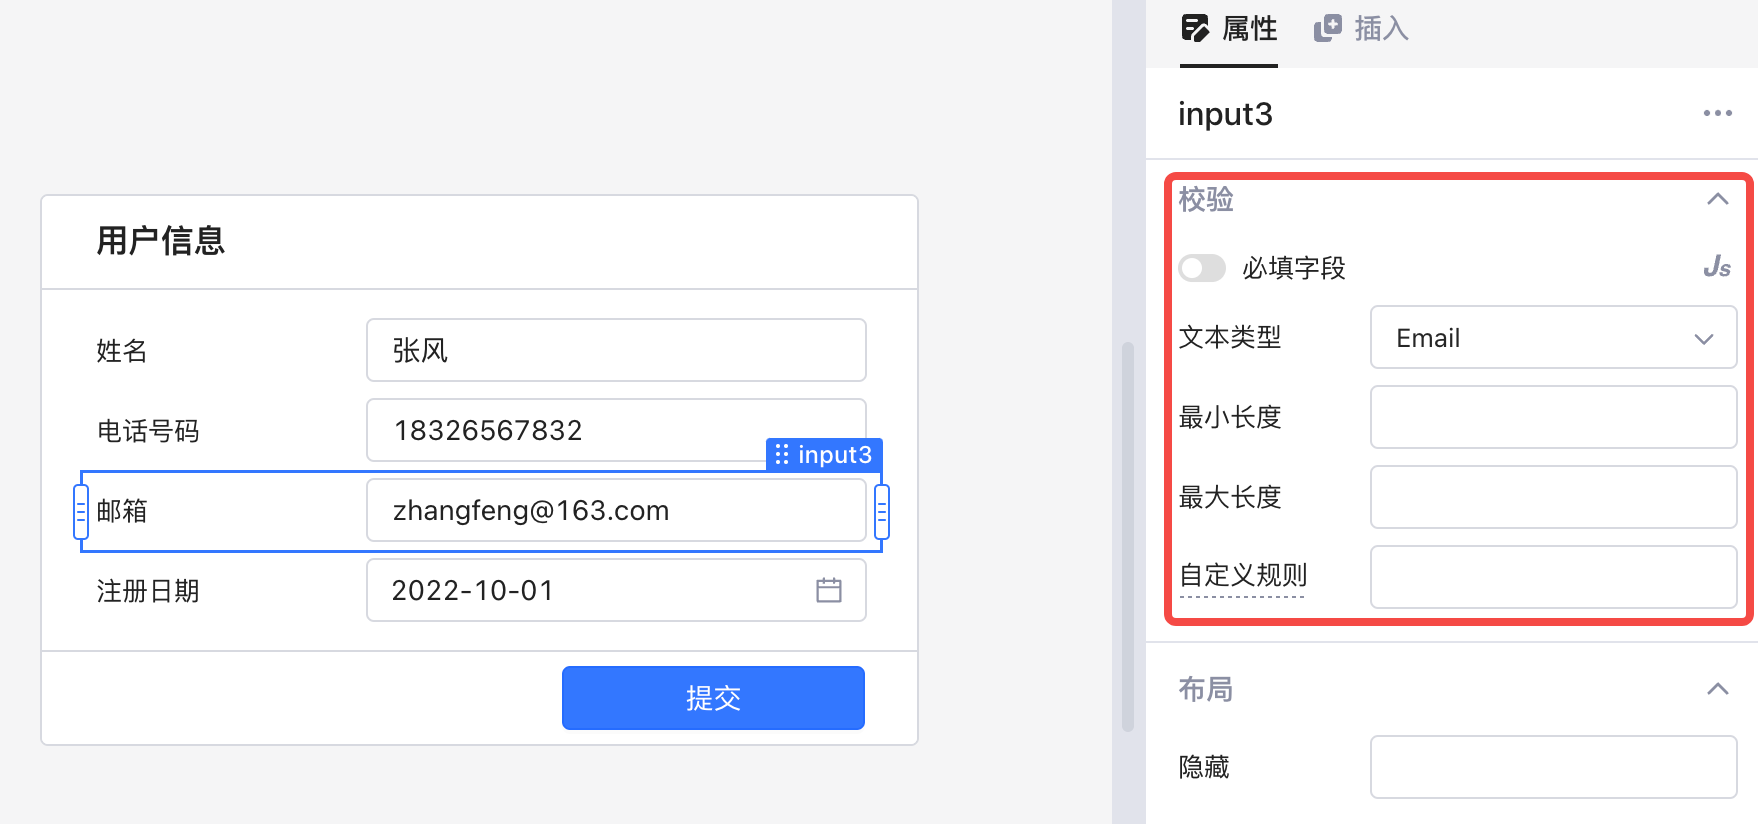 用户信息
姓名
张风
电话号码
18326567832
input3
邮箱
zhangfeng@163.com
注册日期
2022-10-01
提交
属性
插入
input3
校验
必填字段
Js
文本类型
Email
最小长度
最大长度
自定义规则
布局
隐藏